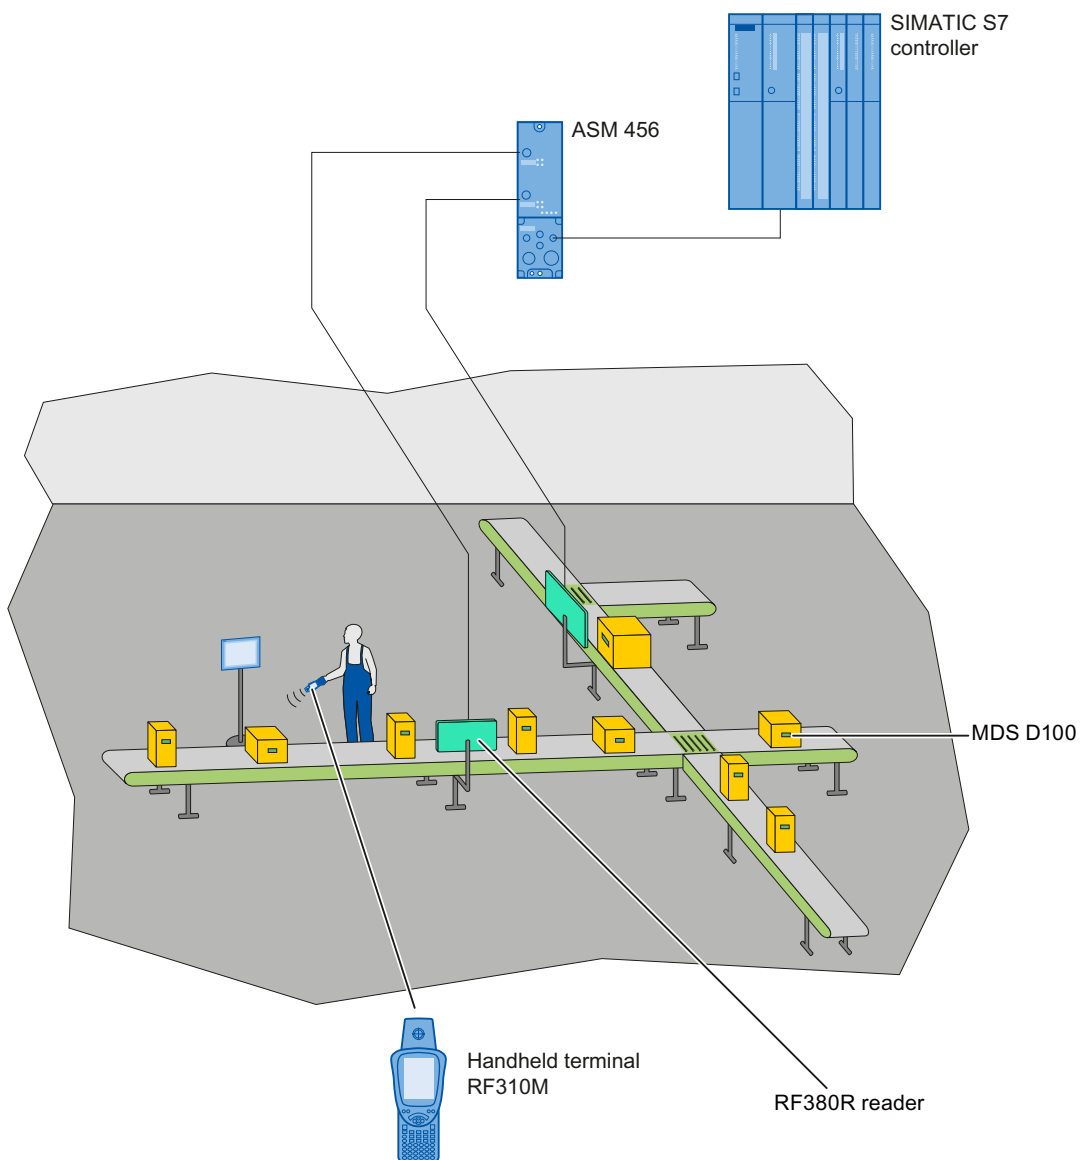 SIMATIC S7
controller
ASM 456
MDS D100
Handheld terminal
RF310M
RF380R reader